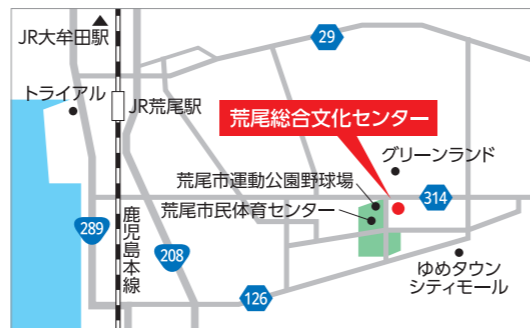 JR大牟田駅
29
トライアル
JR荒尾駅
荒尾総合文化センター
グリーンランド
荒尾市運動公園野球場
314
荒尾市民体育センター
289
鹿児島本線
208
126
ゆめタウン
シティモール